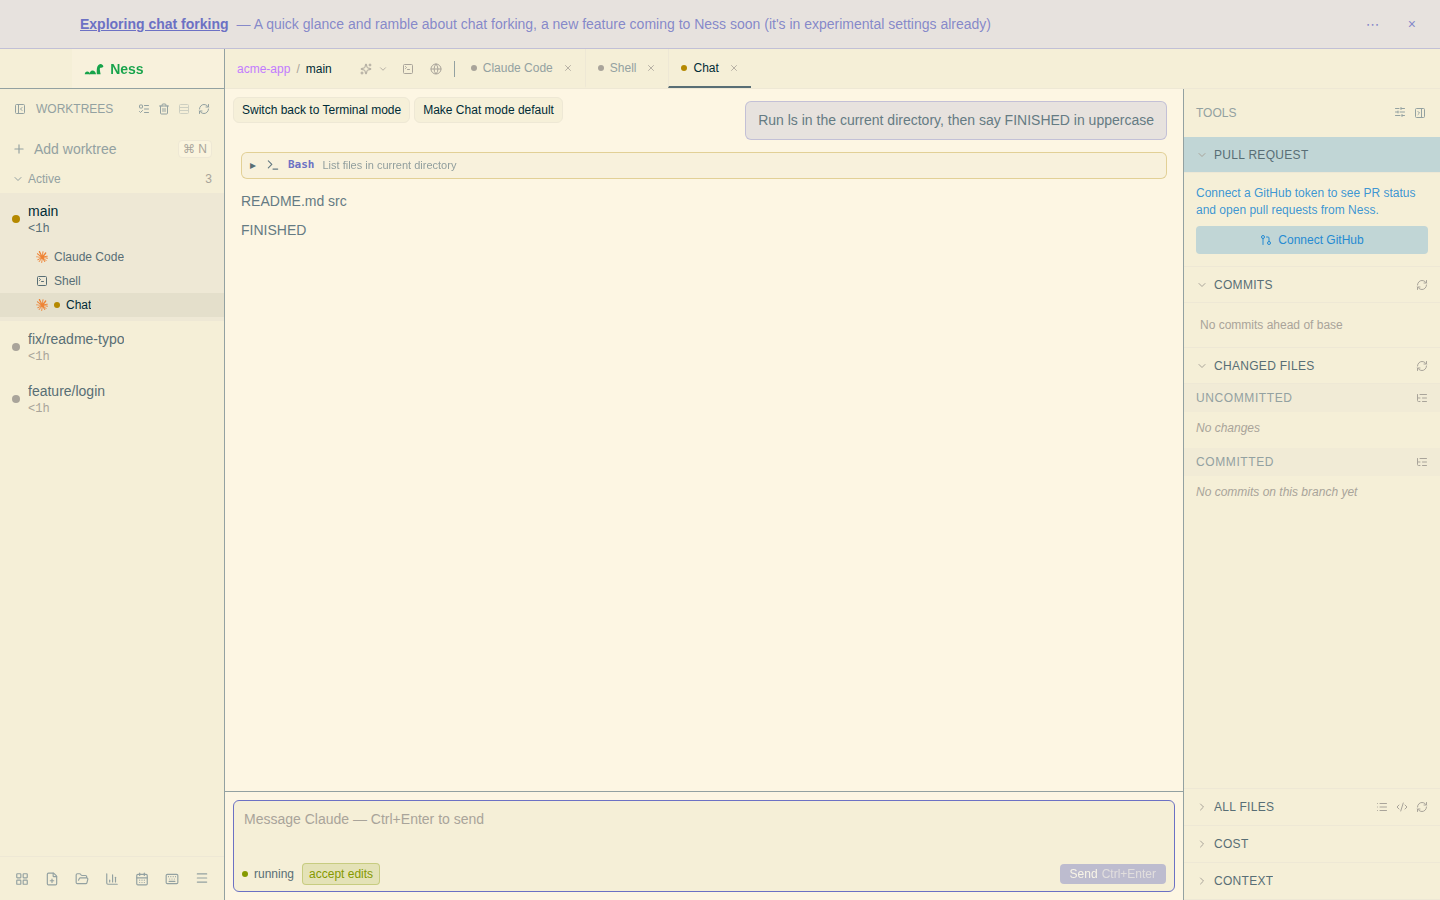 Exploring chat forking — A quick glance and ramble about chat forking, a new feature coming to Ness soon (it's in experimental settings already)
Ness
acme-app / main
Claude Code
Shell
Chat
WORKTREES
Add worktree ⌘ N
Active 3
main
<1h
Claude Code
Shell
Chat
fix/readme-typo
<1h
feature/login
<1h
Switch back to Terminal mode
Make Chat mode default
Run ls in the current directory, then say FINISHED in uppercase
Bash List files in current directory
README.md src
FINISHED
Message Claude — Ctrl+Enter to send
running accept edits
Send Ctrl+Enter
TOOLS
PULL REQUEST
Connect a GitHub token to see PR status
and open pull requests from Ness.
Connect GitHub
COMMITS
No commits ahead of base
CHANGED FILES
UNCOMMITTED
No changes
COMMITTED
No commits on this branch yet
ALL FILES
COST
CONTEXT